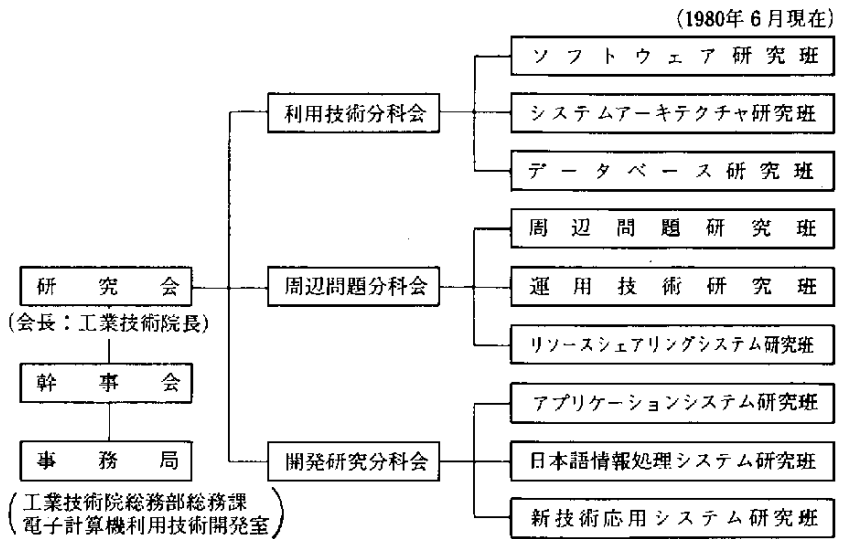 (1980年6月現在)
ソフトウェア研究班
利用技術分科会
システムアーキテクチャ研究班
データベース研究班
周辺問題研究班
研究会
(会長：工業技術院長)
周辺問題分科会
運用技術研究班
リソースシェアリングシステム研究班
幹事会
アプリケーションシステム研究班
事務局
開発研究分科会
日本語情報処理システム研究班
(工業技術院総務部総務課
電子計算機利用技術開発室)
新技術応用システム研究班